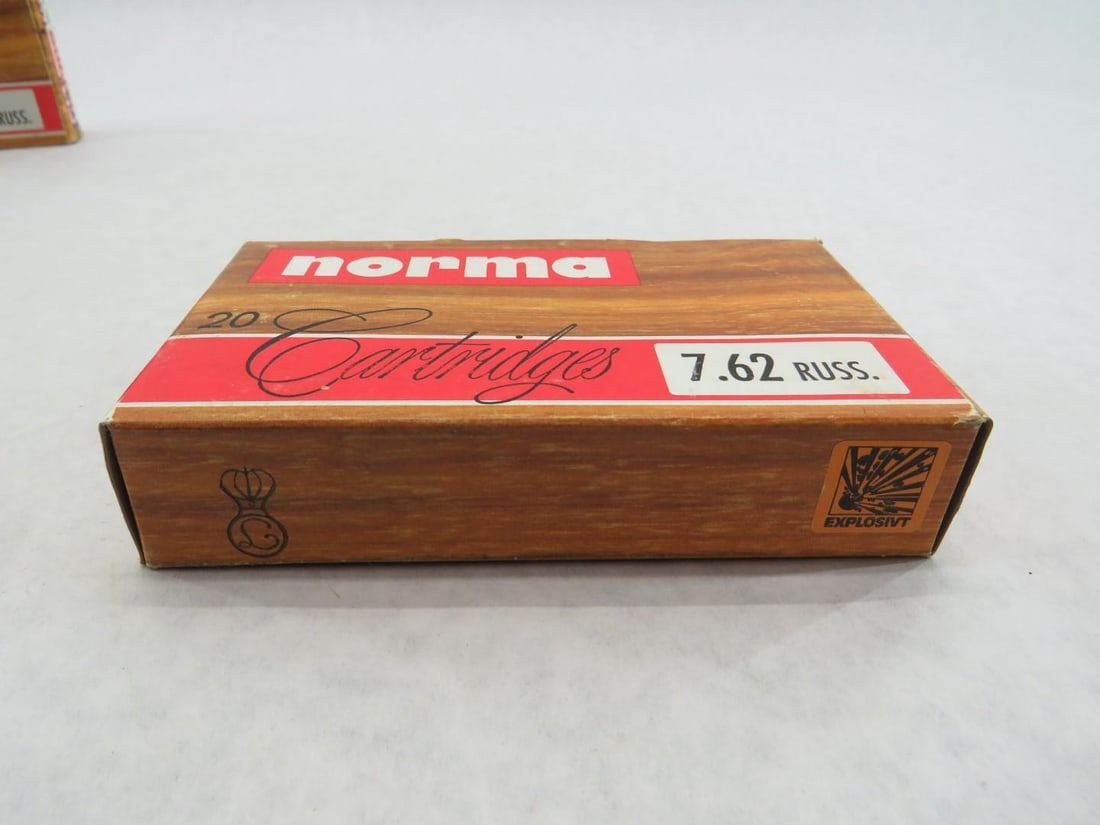 RUSS.
norma
20 Cartridges
7.62 RUSS.
L
EXPLOSIVT